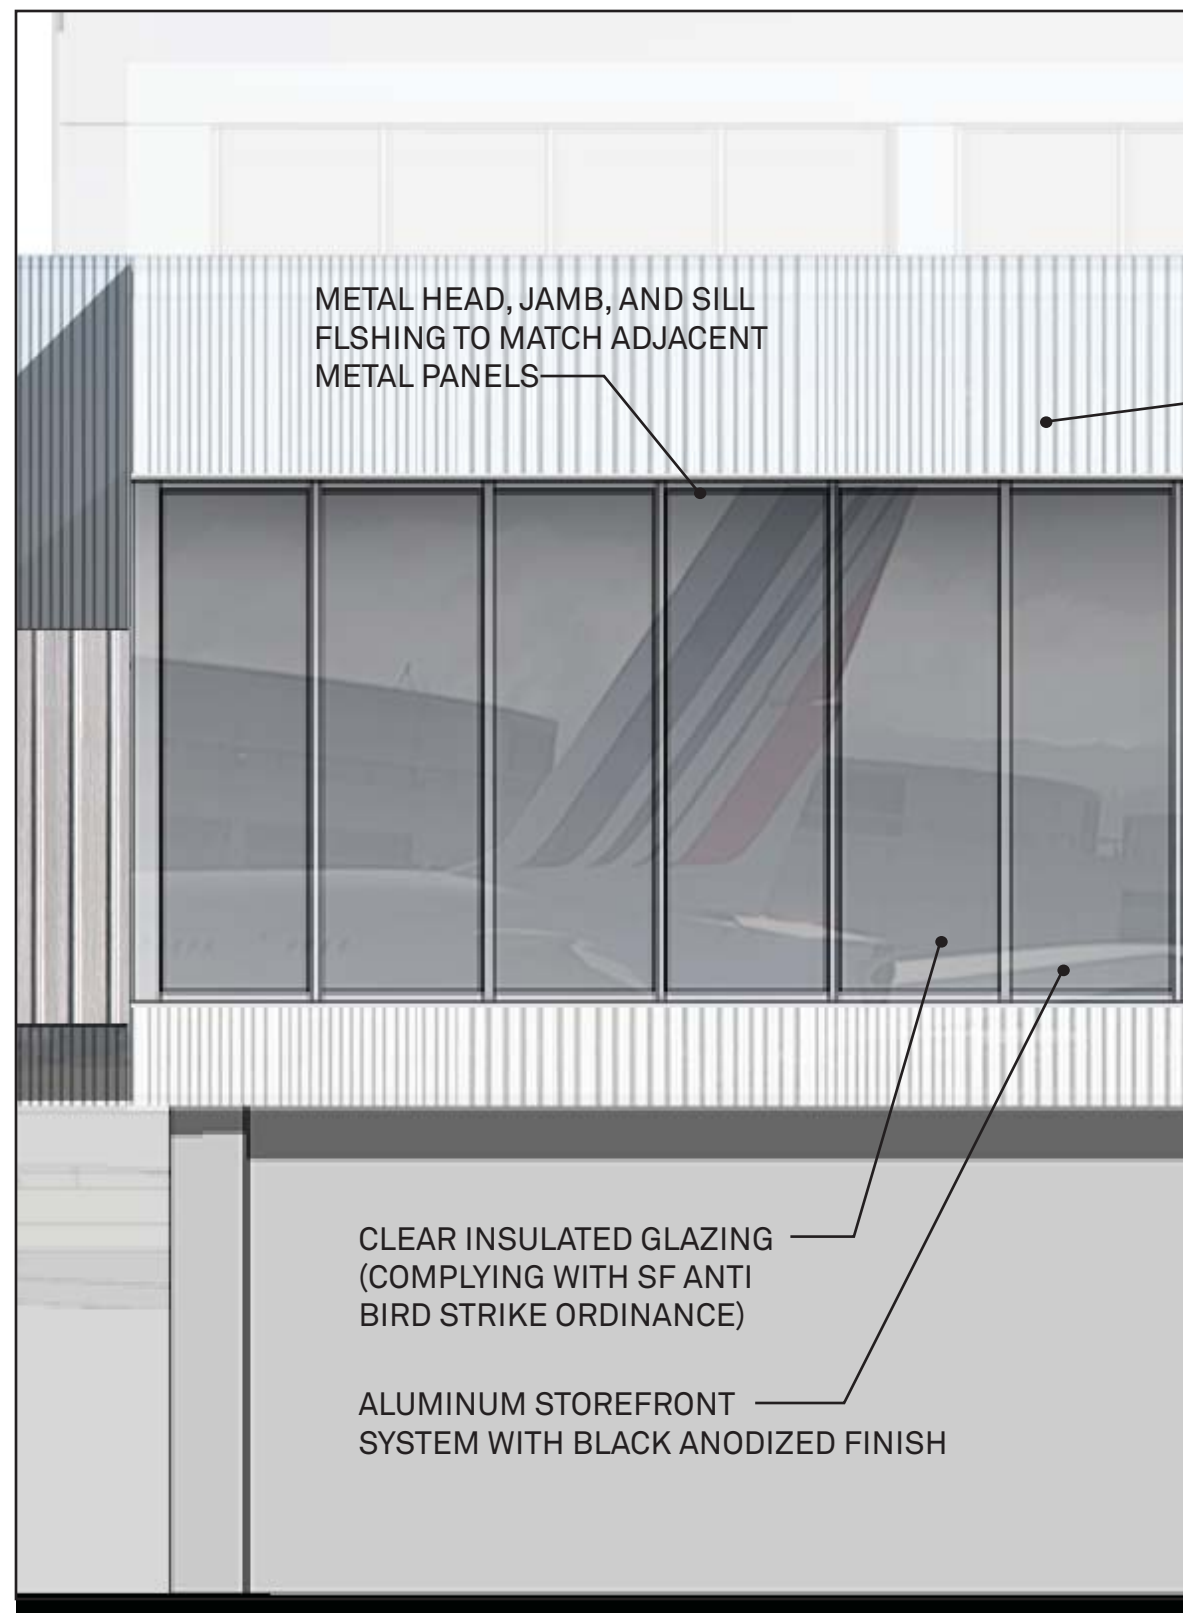 METAL HEAD, JAMB, AND SILL
FLSHING TO MATCH ADJACENT
METAL PANELS
CLEAR INSULATED GLAZING
(COMPLYING WITH SF ANTI
BIRD STRIKE ORDINANCE)
ALUMINUM STOREFRONT
SYSTEM WITH BLACK ANODIZED FINISH